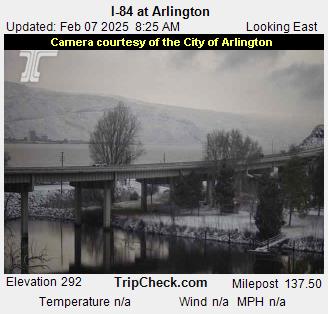 I-84 at Arlington
Updated: Feb 07 2025 8:25 AM Looking East
Camera courtesy of the City of Arlington
Elevation 292 TripCheck.com Milepost 137.50
Temperature n/a Wind n/a MPH n/a